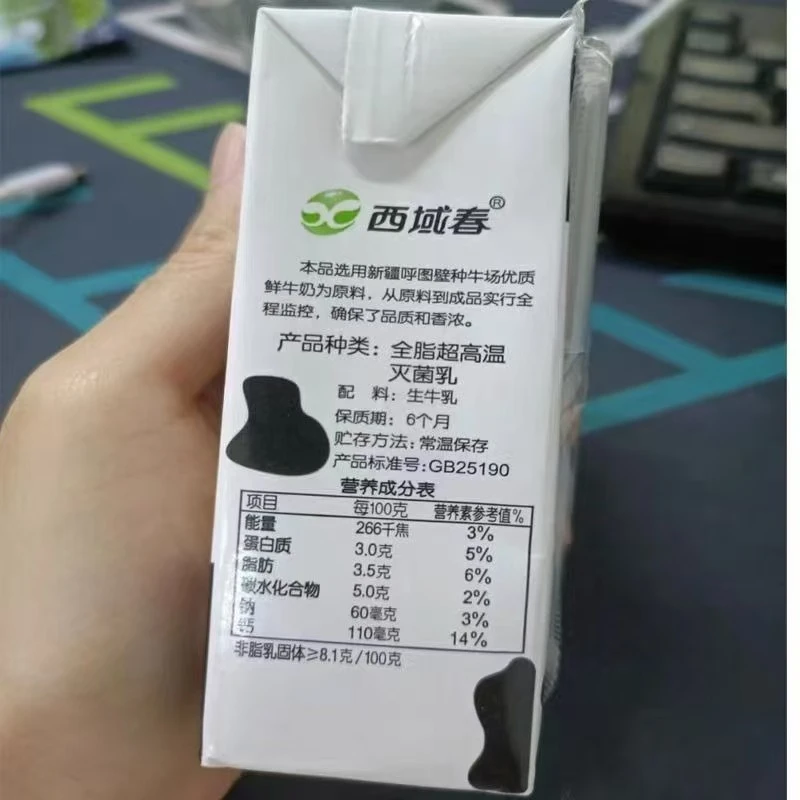 西域春®
本品选用新疆呼图壁种牛场优质
鲜牛奶为原料，从原料到成品实行全
程监控，确保了品质和香浓。
产品种类：全脂超高温
灭菌乳
配 料：生牛乳
保质期：6个月
贮存方法：常温保存
产品标准号：GB25190
营养成分表
项目 每100克 营养素参考值%
能量 266千焦 3%
蛋白质 3.0克 5%
脂肪 3.5克 6%
碳水化合物 5.0克 2%
钠 60毫克 3%
钙 110毫克 14%
非脂乳固体≥8.1克/100克